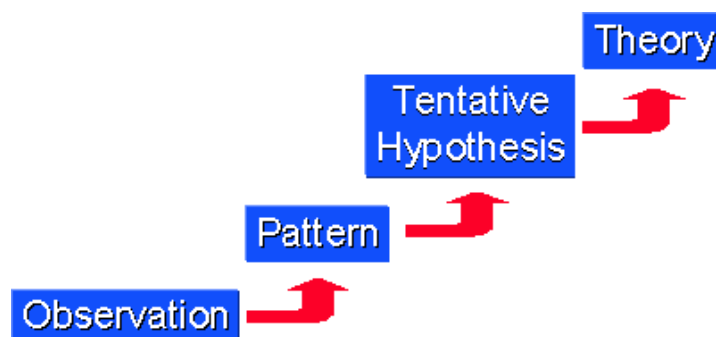 Theory
Tentative
Hypothesis
Pattern
Observation